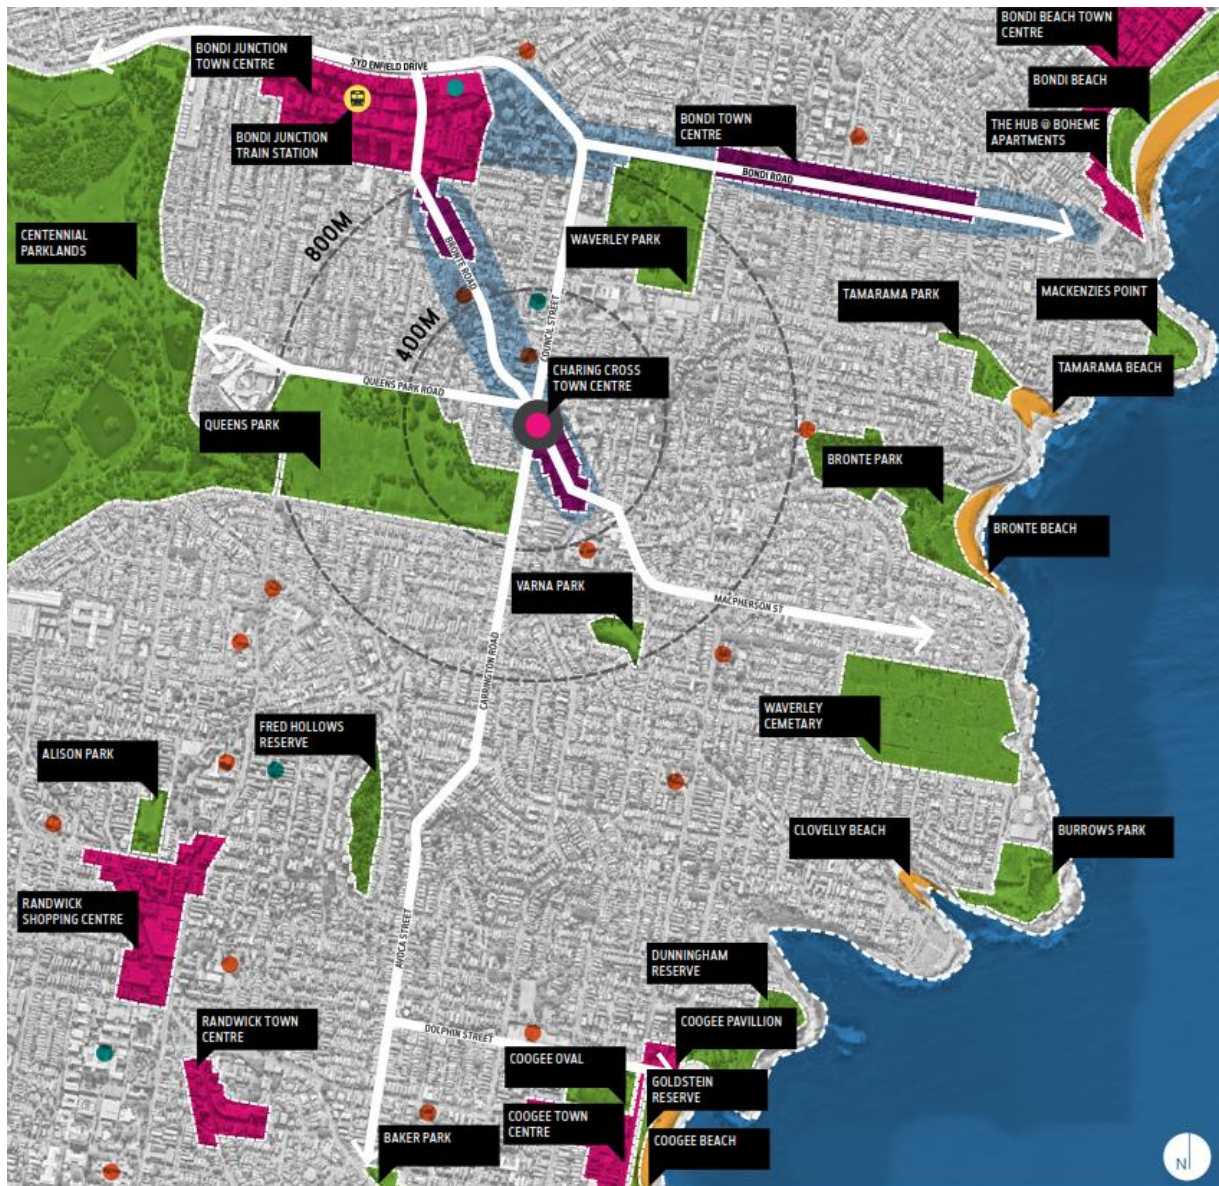 BONDI BEACH TOWN
CENTRE
BONDI JUNCTION
TOWN CENTRE
SYD ENFIELD DRIVE
BONDI BEACH
BONDI TOWN
CENTRE
THE HUB @ BOHEME
APARTMENTS
BONDI JUNCTION
TRAIN STATION
BONDI ROAD
800M
CENTENNIAL
PARKLANDS
WAVERLEY PARK
BRONTE ROAD
TAMARAMA PARK
MACKENZIES POINT
400M
COUNCIL STREET
CHARING CROSS
TOWN CENTRE
TAMARAMA BEACH
QUEENS PARK ROAD
QUEENS PARK
BRONTE PARK
BRONTE BEACH
VARNA PARK
MACPHERSON ST
CARRINGTON ROAD
WAVERLEY
CEMETARY
FRED HOLLOWS
RESERVE
ALISON PARK
CLOVELLY BEACH
BURROWS PARK
RANDWICK
SHOPPING CENTRE
AVOCA STREET
DUNNINGHAM
RESERVE
RANDWICK TOWN
CENTRE
COOGEE PAVILLION
DOLPHIN STREET
COOGEE OVAL
GOLDSTEIN
RESERVE
COOGEE TOWN
CENTRE
BAKER PARK
COOGEE BEACH
N